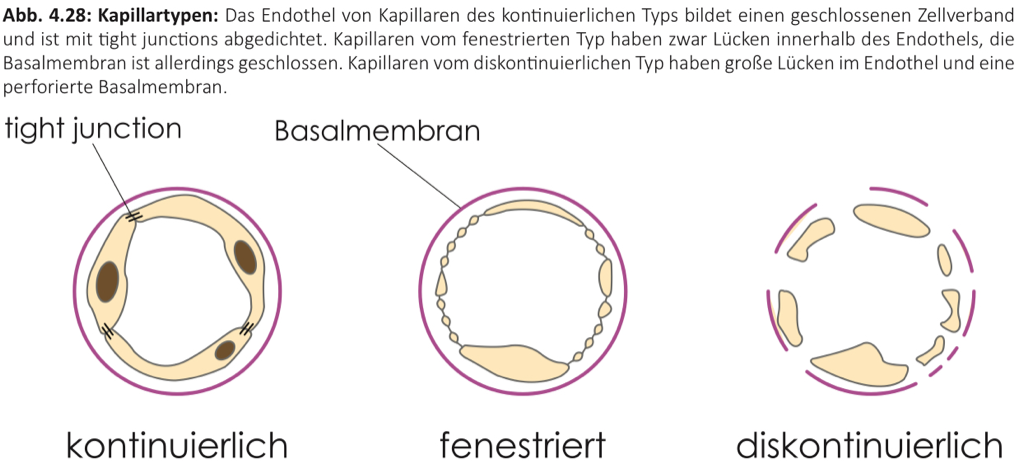 Abb. 4.28: Kapillartypen: Das Endothel von Kapillaren des kontinuierlichen Typs bildet einen geschlossenen Zellverband
und ist mit tight junctions abgedichtet. Kapillaren vom fenestrierten Typ haben zwar Lücken innerhalb des Endothels, die
Basalmembran ist allerdings geschlossen. Kapillaren vom diskontinuierlichen Typ haben große Lücken im Endothel und eine
perforierte Basalmembran.
tight junction
Basalmembran
kontinuierlich
fenestriert
diskontinuierlich